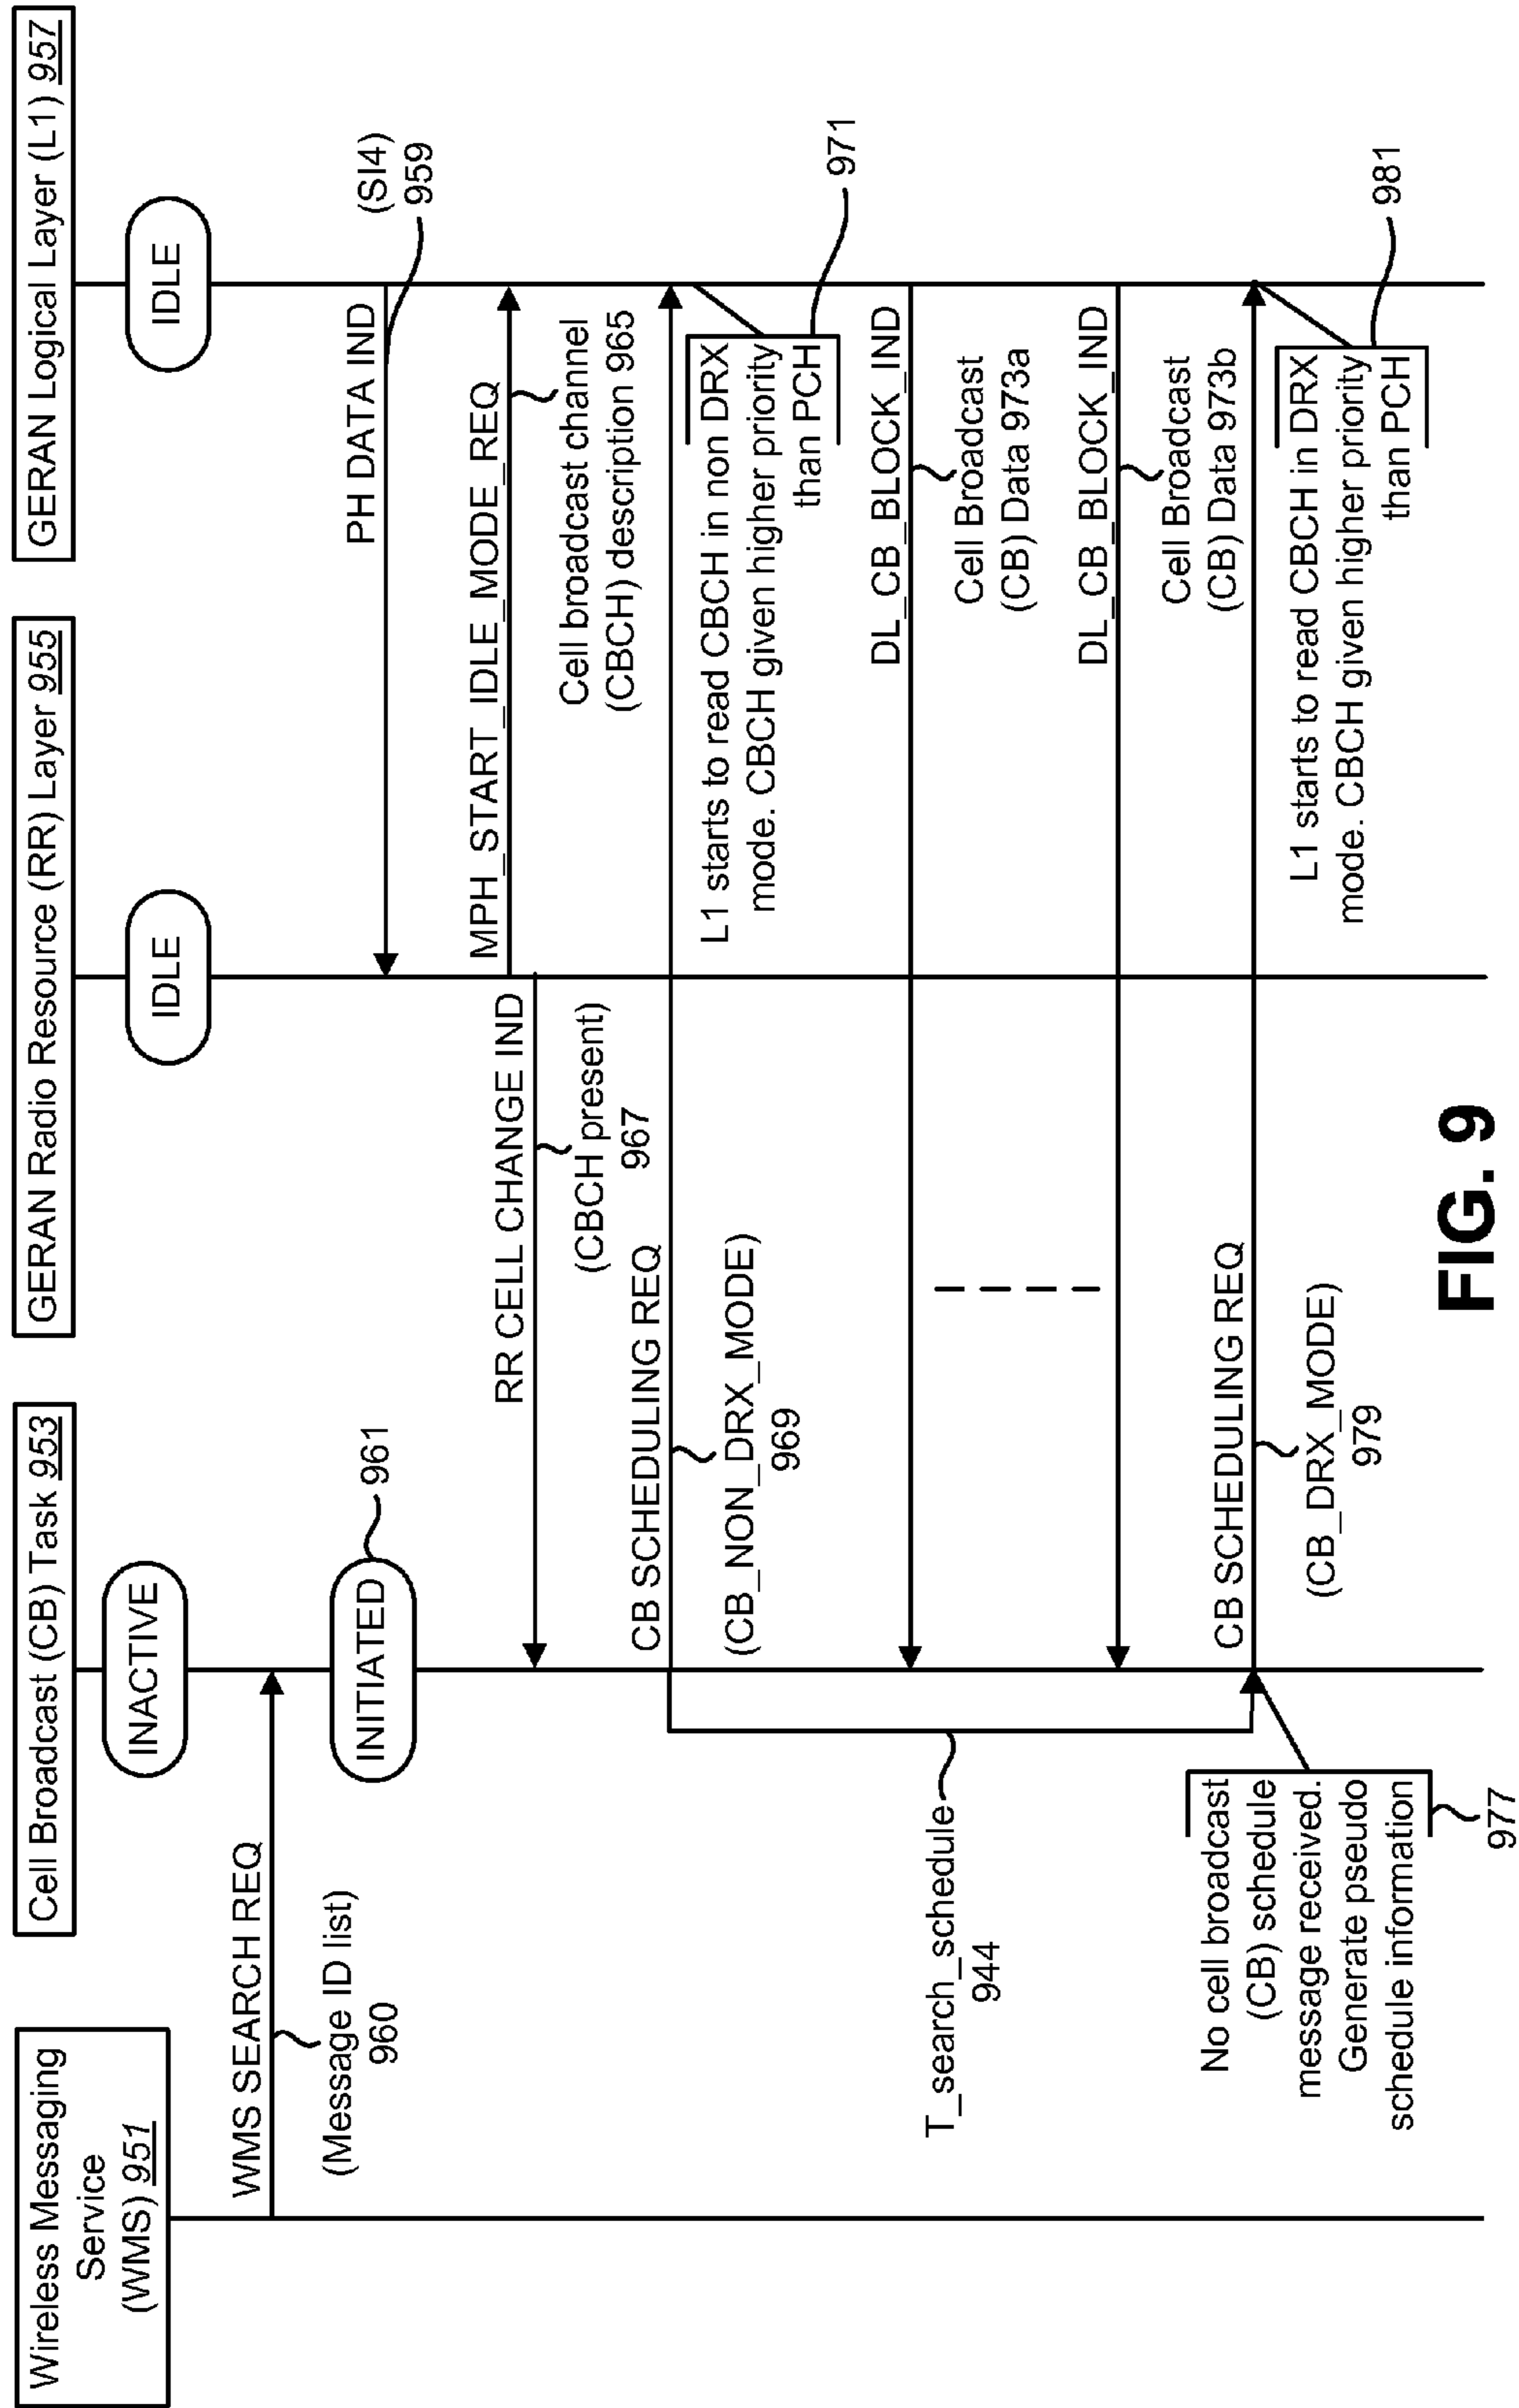 Wireless Messaging
Service
(WMS) 951
Cell Broadcast (CB) Task 953
GERAN Radio Resource (RR) Layer 955
GERAN Logical Layer (L1) 957
INACTIVE
IDLE
IDLE
WMS SEARCH REQ
(Message ID list)
960
INITIATED
961
PH DATA IND
(SI4)
959
MPH_START_IDLE_MODE_REQ
Cell broadcast channel
(CBCH) description 965
RR CELL CHANGE IND
(CBCH present)
967
CB SCHEDULING REQ
(CB_NON_DRX_MODE)
969
L1 starts to read CBCH in non DRX
mode. CBCH given higher priority
than PCH
971
DL_CB_BLOCK_IND
Cell Broadcast
(CB) Data 973a
T_search_schedule
944
DL_CB_BLOCK_IND
Cell Broadcast
(CB) Data 973b
CB SCHEDULING REQ
(CB_DRX_MODE)
979
No cell broadcast
(CB) schedule
message received.
Generate pseudo
schedule information
977
L1 starts to read CBCH in DRX
mode. CBCH given higher priority
than PCH
981
FIG. 9